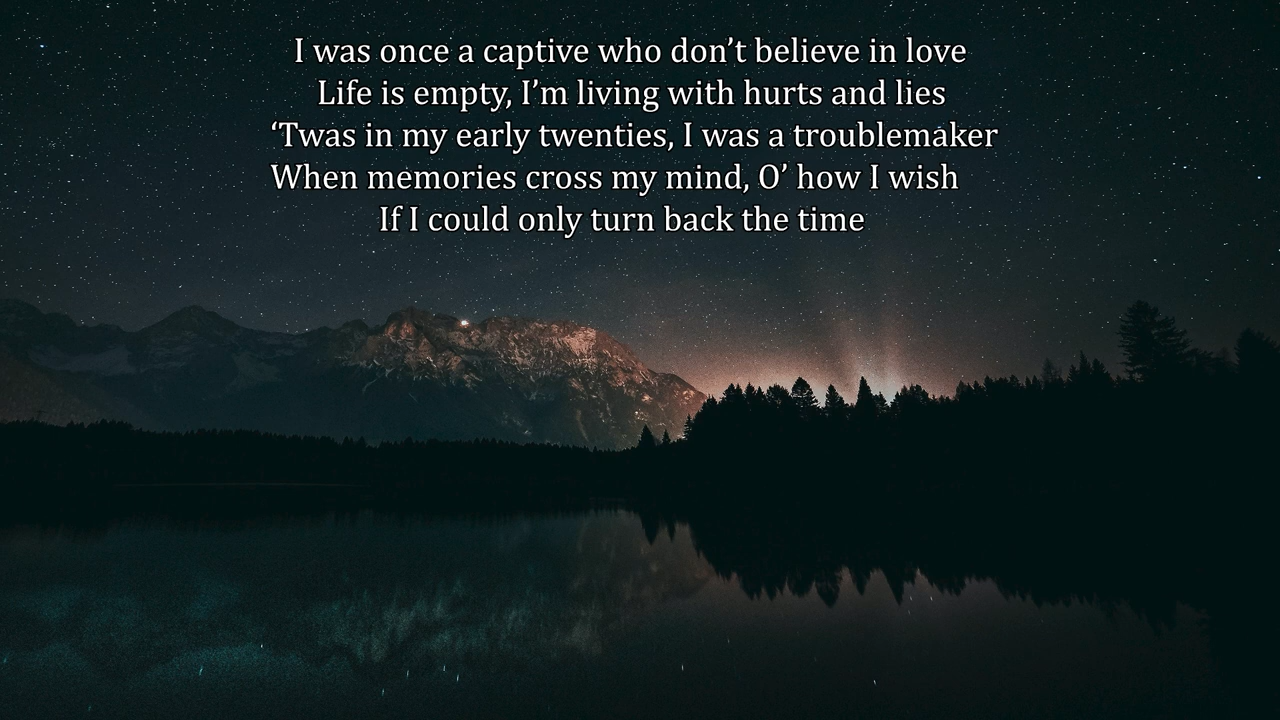 I was once a captive who don’t believe in love
Life is empty, I’m living with hurts and lies
‘Twas in my early twenties, I was a troublemaker
When memories cross my mind, O’ how I wish
If I could only turn back the time